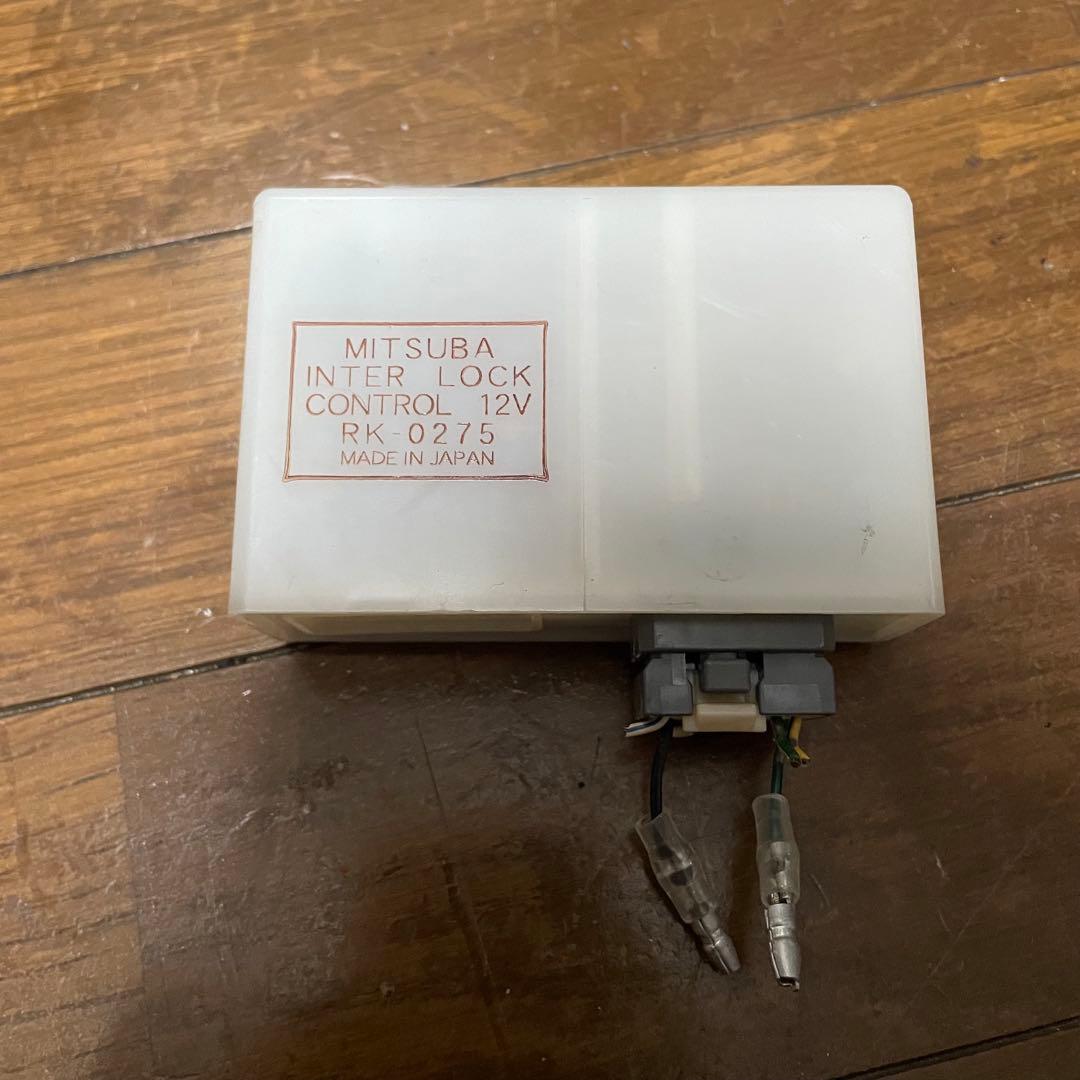 MITSUBA
INTER LOCK
CONTROL 12V
RK-0275
MADE IN JAPAN